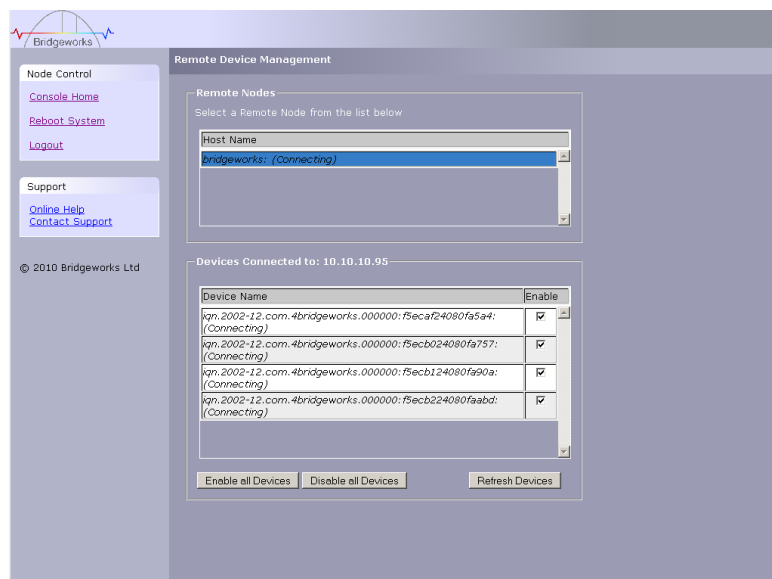 Bridgeworks
Remote Device Management
Node Control
Console Home
Reboot System
Logout
Support
Online Help
Contact Support
© 2010 Bridgeworks Ltd
Remote Nodes
Select a Remote Node from the list below
Host Name
bridgeworks: (Connecting)
Devices Connected to: 10.10.10.95
Device Name Enable
iqn.2002-12.com.4bridgeworks.000000:f5ecaf24080fa5a4:
(Connecting)
iqn.2002-12.com.4bridgeworks.000000:f5ecb024080fa757:
(Connecting)
iqn.2002-12.com.4bridgeworks.000000:f5ecb124080fa90a:
(Connecting)
iqn.2002-12.com.4bridgeworks.000000:f5ecb224080faabd:
(Connecting)
Enable all Devices Disable all Devices Refresh Devices